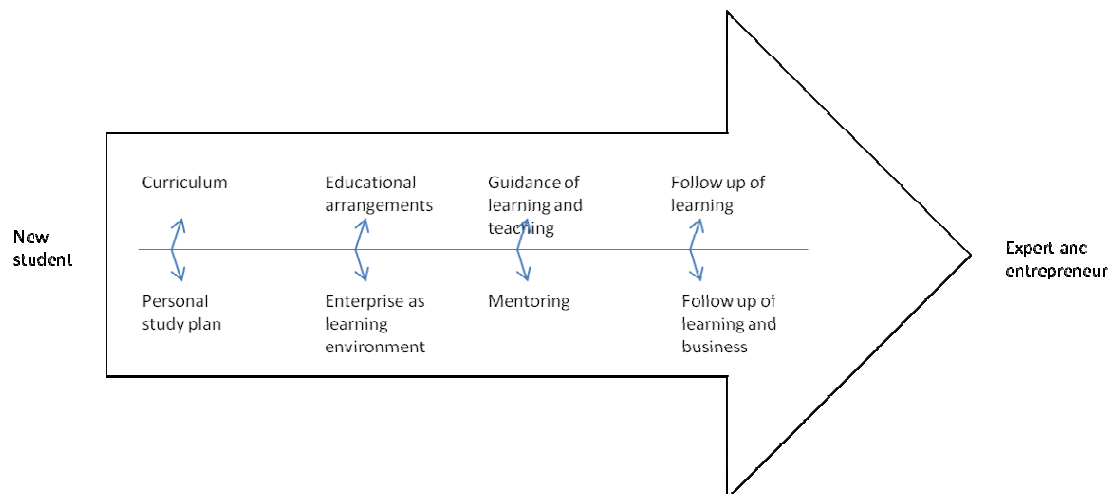 New
student
Curriculum
Educational
arrangements
Guidance of
learning and
teaching
Follow up of
learning
Personal
study plan
Enterprise as
learning
environment
Mentoring
Follow up of
learning and
business
Expert and
entrepreneur